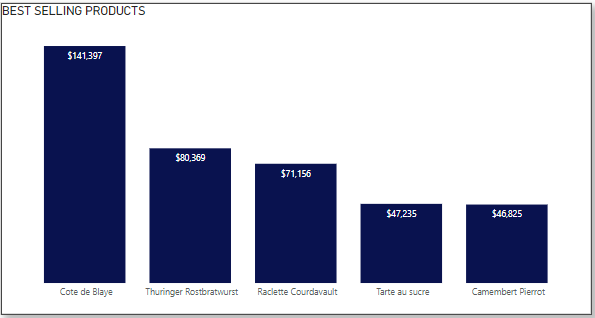 BEST SELLING PRODUCTS
$141,397
$80,369
$71,156
$47,235
$46,825
Cote de Blaye
Thuringer Rostbratwurst
Raclette Courdavault
Tarte au sucre
Camembert Pierrot